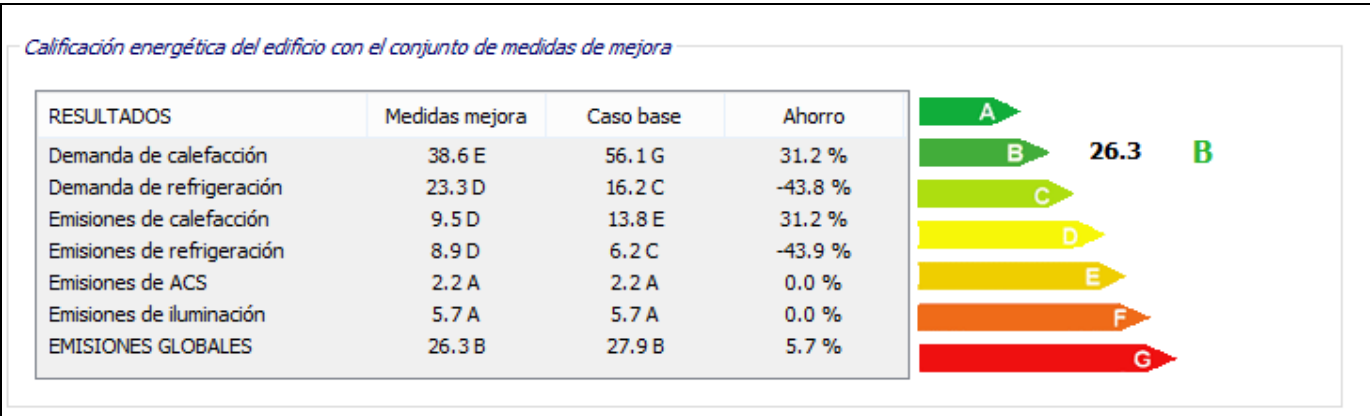 Calificación energética del edificio con el conjunto de medidas de mejora
RESULTADOS Medidas mejora Caso base Ahorro
Demanda de calefacción 38.6 E 56.1 G 31.2 %
Demanda de refrigeración 23.3 D 16.2 C -43.8 %
Emisiones de calefacción 9.5 D 13.8 E 31.2 %
Emisiones de refrigeración 8.9 D 6.2 C -43.9 %
Emisiones de ACS 2.2 A 2.2 A 0.0 %
Emisiones de iluminación 5.7 A 5.7 A 0.0 %
EMISIONES GLOBALES 26.3 B 27.9 B 5.7 %
A
B 26.3 B
C
D
E
F
G